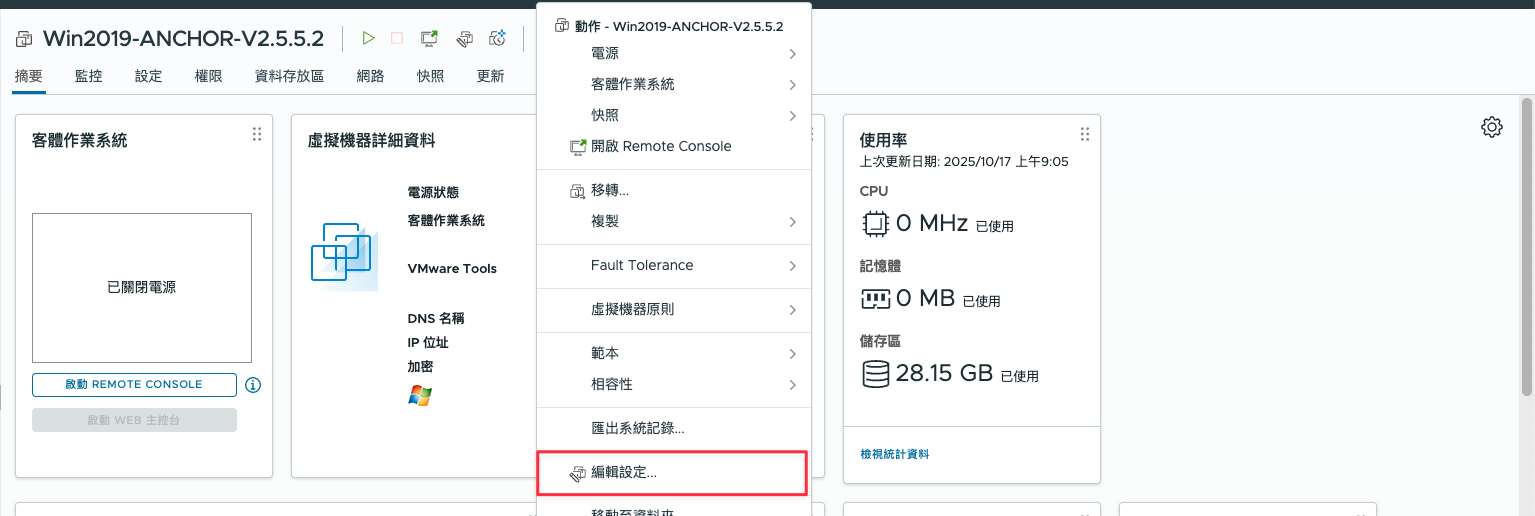 Win2019-ANCHOR-V2.5.5.2
摘要 監控 設定 權限 資料存放區 網路 快照 更新
客體作業系統
已關閉電源
啟動 REMOTE CONSOLE
啟動 WEB 主控台
虛擬機器詳細資料
電源狀態
客體作業系統
VMware Tools
DNS 名稱
IP 位址
加密
動作 - Win2019-ANCHOR-V2.5.5.2
電源
客體作業系統
快照
開啟 Remote Console
移轉...
複製
Fault Tolerance
虛擬機器原則
範本
相容性
匯出系統記錄...
編輯設定...
移動至資料夾
使用率
上次更新日期: 2025/10/17 上午9:05
CPU
0 MHz 已使用
記憶體
0 MB 已使用
儲存區
28.15 GB 已使用
檢視統計資料